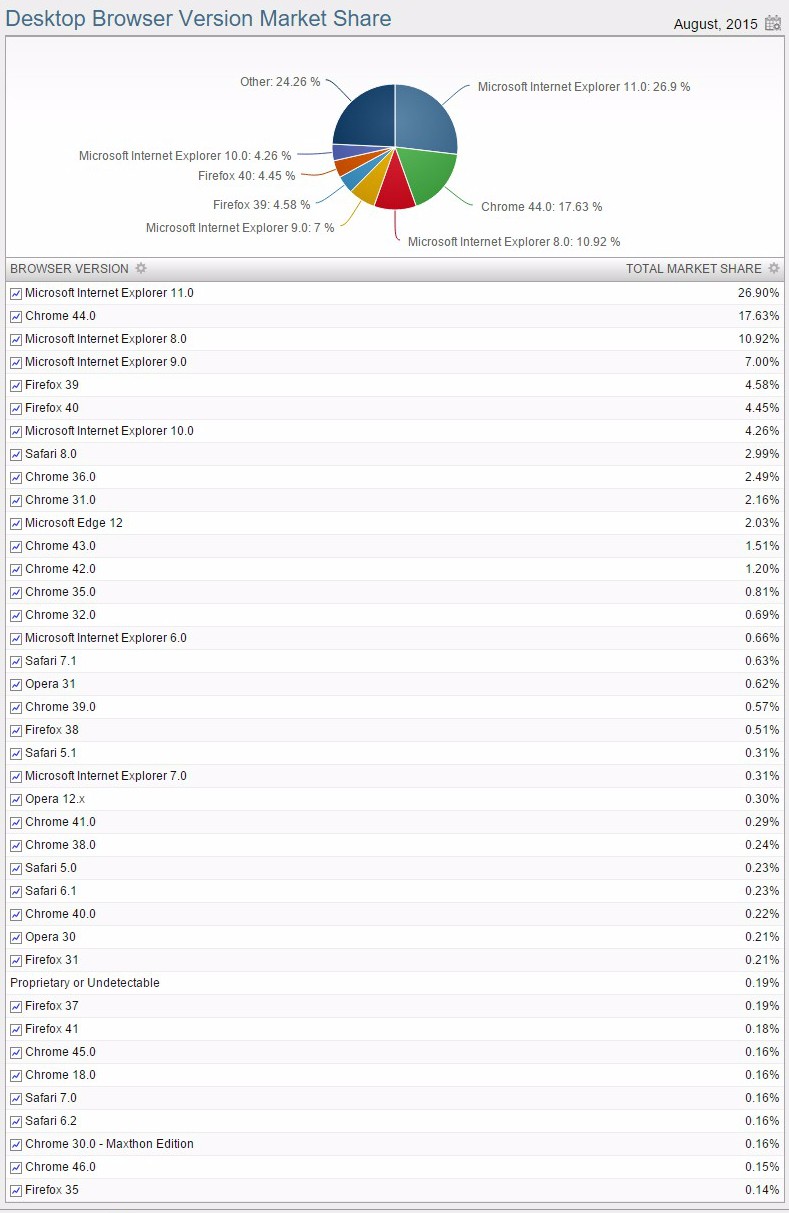 Desktop Browser Version Market Share
August, 2015
Other: 24.26 %
Microsoft Internet Explorer 11.0: 26.9 %
Microsoft Internet Explorer 10.0: 4.26 %
Firefox 40: 4.45 %
Firefox 39: 4.58 %
Chrome 44.0: 17.63 %
Microsoft Internet Explorer 9.0: 7 %
Microsoft Internet Explorer 8.0: 10.92 %
BROWSER VERSION TOTAL MARKET SHARE
Microsoft Internet Explorer 11.0 26.90%
Chrome 44.0 17.63%
Microsoft Internet Explorer 8.0 10.92%
Microsoft Internet Explorer 9.0 7.00%
Firefox 39 4.58%
Firefox 40 4.45%
Microsoft Internet Explorer 10.0 4.26%
Safari 8.0 2.99%
Chrome 36.0 2.49%
Chrome 31.0 2.16%
Microsoft Edge 12 2.03%
Chrome 43.0 1.51%
Chrome 42.0 1.20%
Chrome 35.0 0.81%
Chrome 32.0 0.69%
Microsoft Internet Explorer 6.0 0.66%
Safari 7.1 0.63%
Opera 31 0.62%
Chrome 39.0 0.57%
Firefox 38 0.51%
Safari 5.1 0.31%
Microsoft Internet Explorer 7.0 0.31%
Opera 12.x 0.30%
Chrome 41.0 0.29%
Chrome 38.0 0.24%
Safari 5.0 0.23%
Safari 6.1 0.23%
Chrome 40.0 0.22%
Opera 30 0.21%
Firefox 31 0.21%
Proprietary or Undetectable 0.19%
Firefox 37 0.19%
Firefox 41 0.18%
Chrome 45.0 0.16%
Chrome 18.0 0.16%
Safari 7.0 0.16%
Safari 6.2 0.16%
Chrome 30.0 - Maxthon Edition 0.16%
Chrome 46.0 0.15%
Firefox 35 0.14%